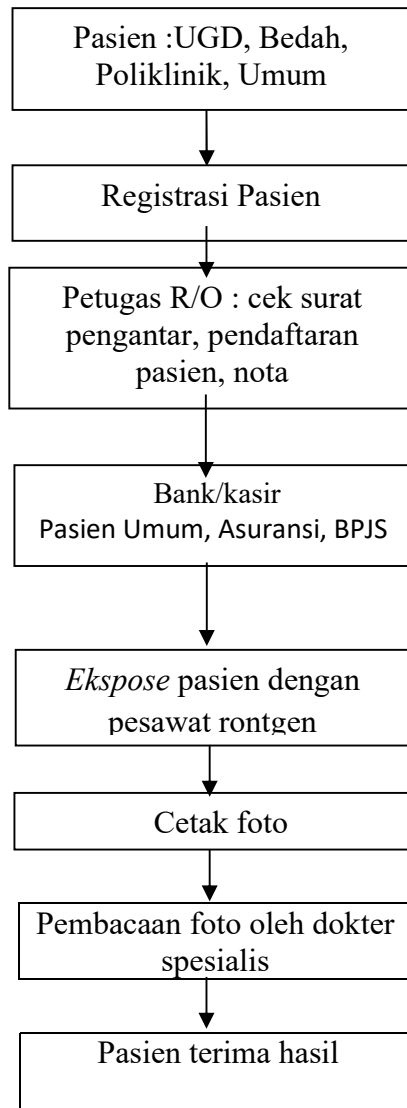 Pasien :UGD, Bedah,
Poliklinik, Umum
Registrasi Pasien
Petugas R/O : cek surat
pengantar, pendaftaran
pasien, nota
Bank/kasir
Pasien Umum, Asuransi, BPJS
Ekspose pasien dengan
pesawat rontgen
Cetak foto
Pembacaan foto oleh dokter
spesialis
Pasien terima hasil